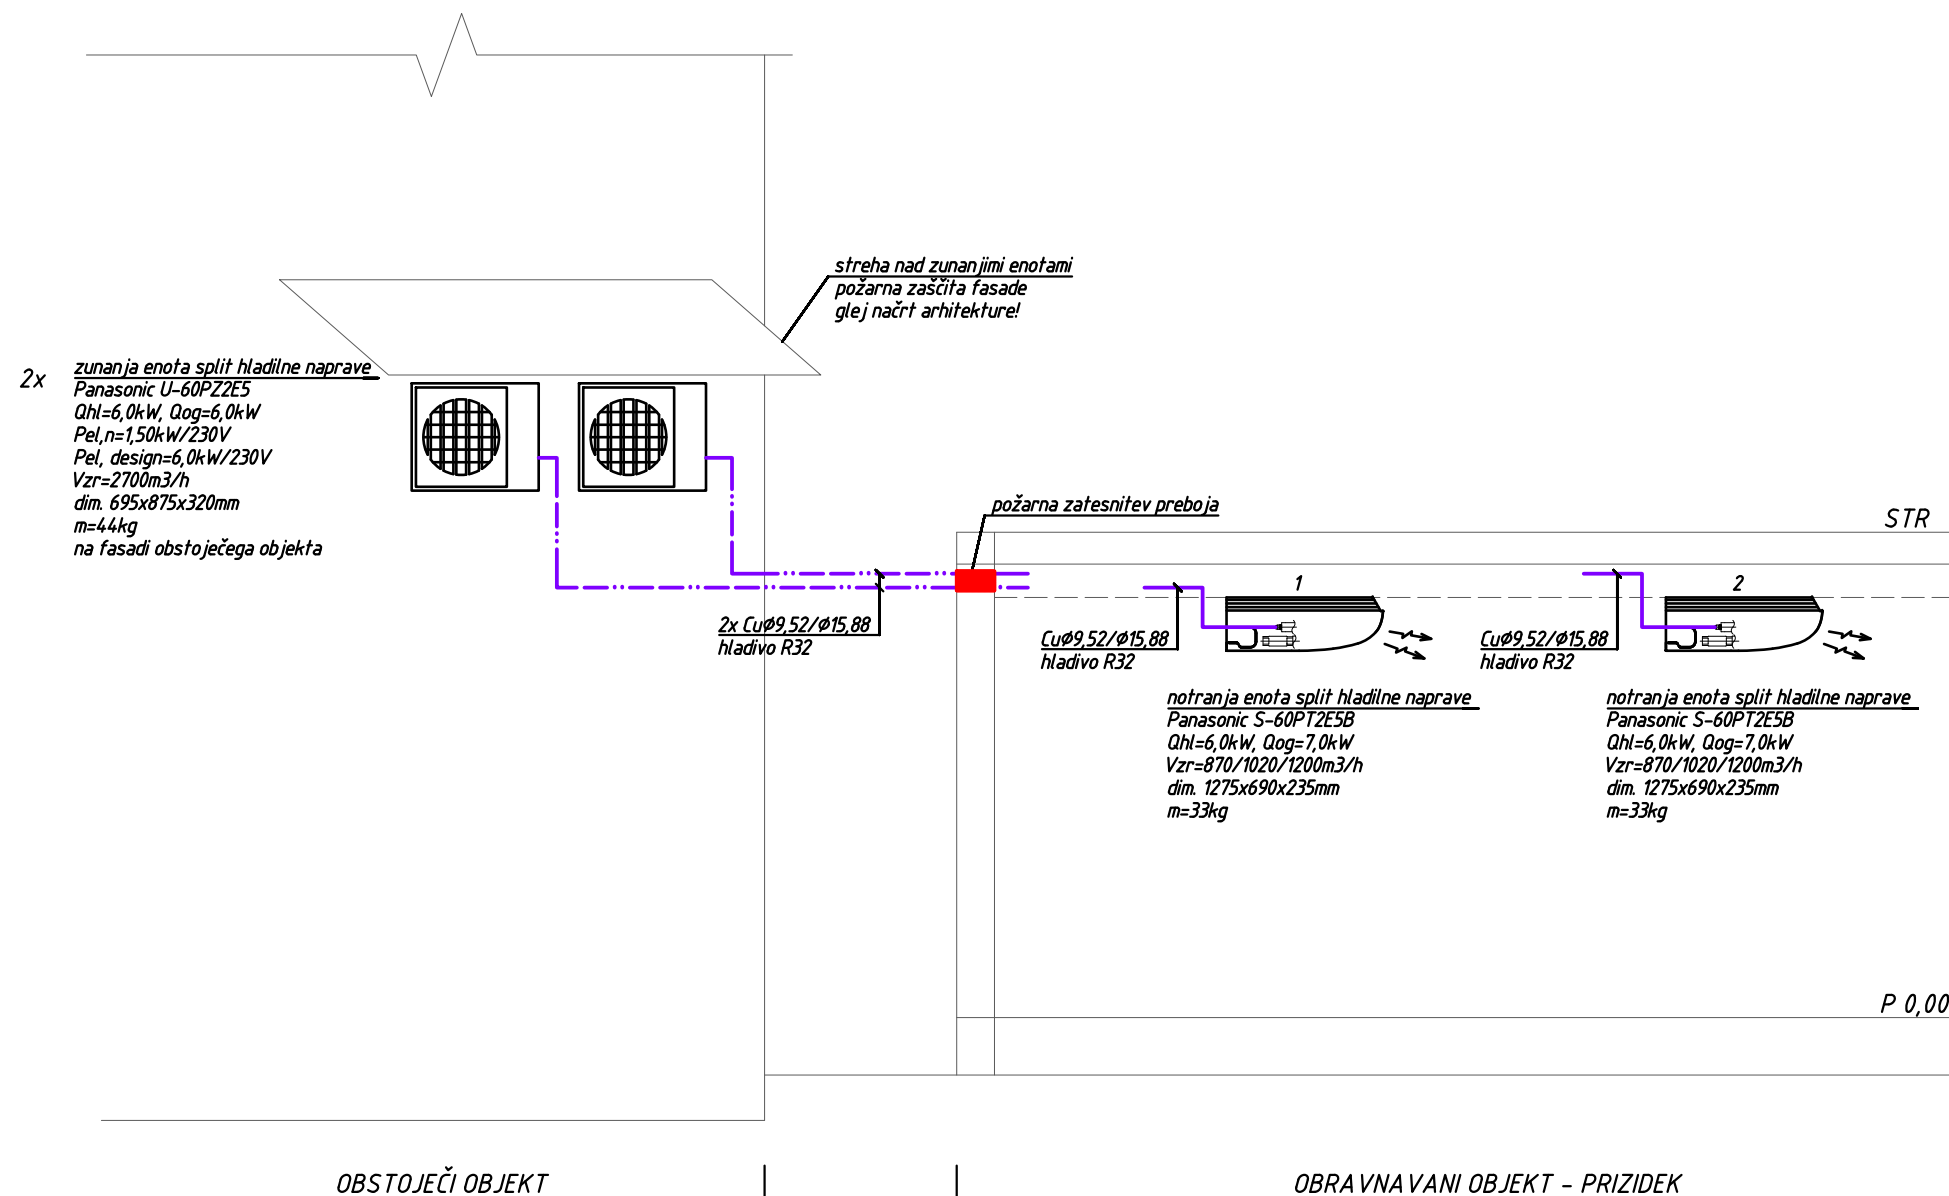 streha nad zunanjimi enotami
požarna zaščita fasade
glej načrt arhitekture!
2x
zunanja enota split hladilne naprave
Panasonic U-60PZ2E5
Qhl=6,0kW, Qog=6,0kW
Pel,n=1,50kW/230V
Pel, design=6,0kW/230V
Vzr=2700m3/h
dim. 695x875x320mm
m=44kg
na fasadi obstoječega objekta
požarna zatesnitev preboja
STR
2x CuØ9,52/Ø15,88
hladivo R32
1
CuØ9,52/Ø15,88
hladivo R32
2
CuØ9,52/Ø15,88
hladivo R32
notranja enota split hladilne naprave
Panasonic S-60PT2E5B
Qhl=6,0kW, Qog=7,0kW
Vzr=870/1020/1200m3/h
dim. 1275x690x235mm
m=33kg
notranja enota split hladilne naprave
Panasonic S-60PT2E5B
Qhl=6,0kW, Qog=7,0kW
Vzr=870/1020/1200m3/h
dim. 1275x690x235mm
m=33kg
P 0,00
OBSTOJEČI OBJEKT
OBRAVNAVANI OBJEKT - PRIZIDEK